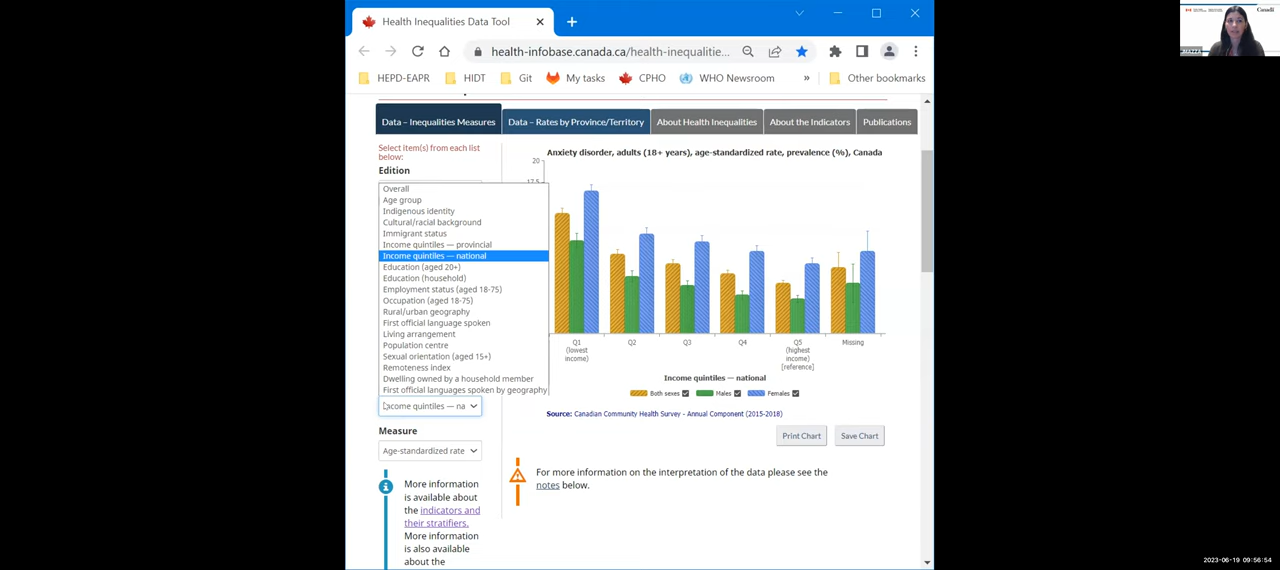 Health Inequalities Data Tool
health-infobase.canada.ca/health-inequalitie...
HEPD-EAPR
HIDT
Git
My tasks
CPHO
WHO Newsroom
»
Other bookmarks
Data – Inequalities Measures
Data – Rates by Province/Territory
About Health Inequalities
About the Indicators
Publications
Select item(s) from each list
below:
Edition
Overall
Age group
Indigenous identity
Cultural/racial background
Immigrant status
Income quintiles — provincial
Income quintiles — national
Education (aged 20+)
Education (household)
Employment status (aged 18-75)
Occupation (aged 18-75)
Rural/urban geography
First official language spoken
Living arrangement
Population centre
Sexual orientation (aged 15+)
Remoteness index
Dwelling owned by a household member
First official languages spoken by geography
Income quintiles — na
Measure
Age-standardized rate
More information
is available about
the indicators and
their stratifiers.
More information
is also available
about the
Anxiety disorder, adults (18+ years), age-standardized rate, prevalence (%), Canada
20
17.5
Q1
(lowest
income)
Q2
Q3
Q4
Q5
(highest
income)
[reference]
Missing
Income quintiles — national
Both sexes
Males
Females
Source: Canadian Community Health Survey - Annual Component (2015-2018)
Print Chart
Save Chart
For more information on the interpretation of the data please see the
notes below.
Canada
2023-06-19 09:56:54